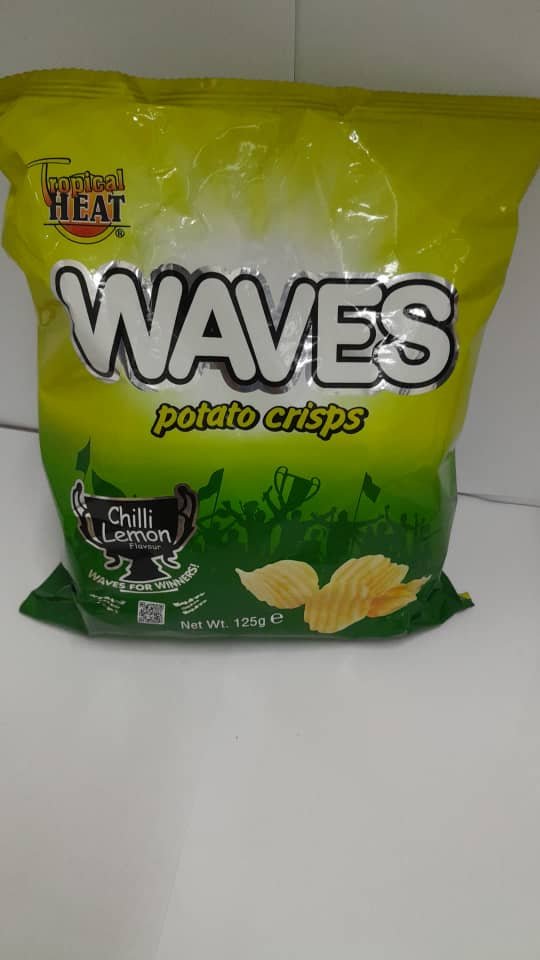 Tropical
HEAT
®
WAVES
potato crisps
Chilli
Lemon
Flavour
WAVES FOR WINNERS!
Net Wt. 125g e